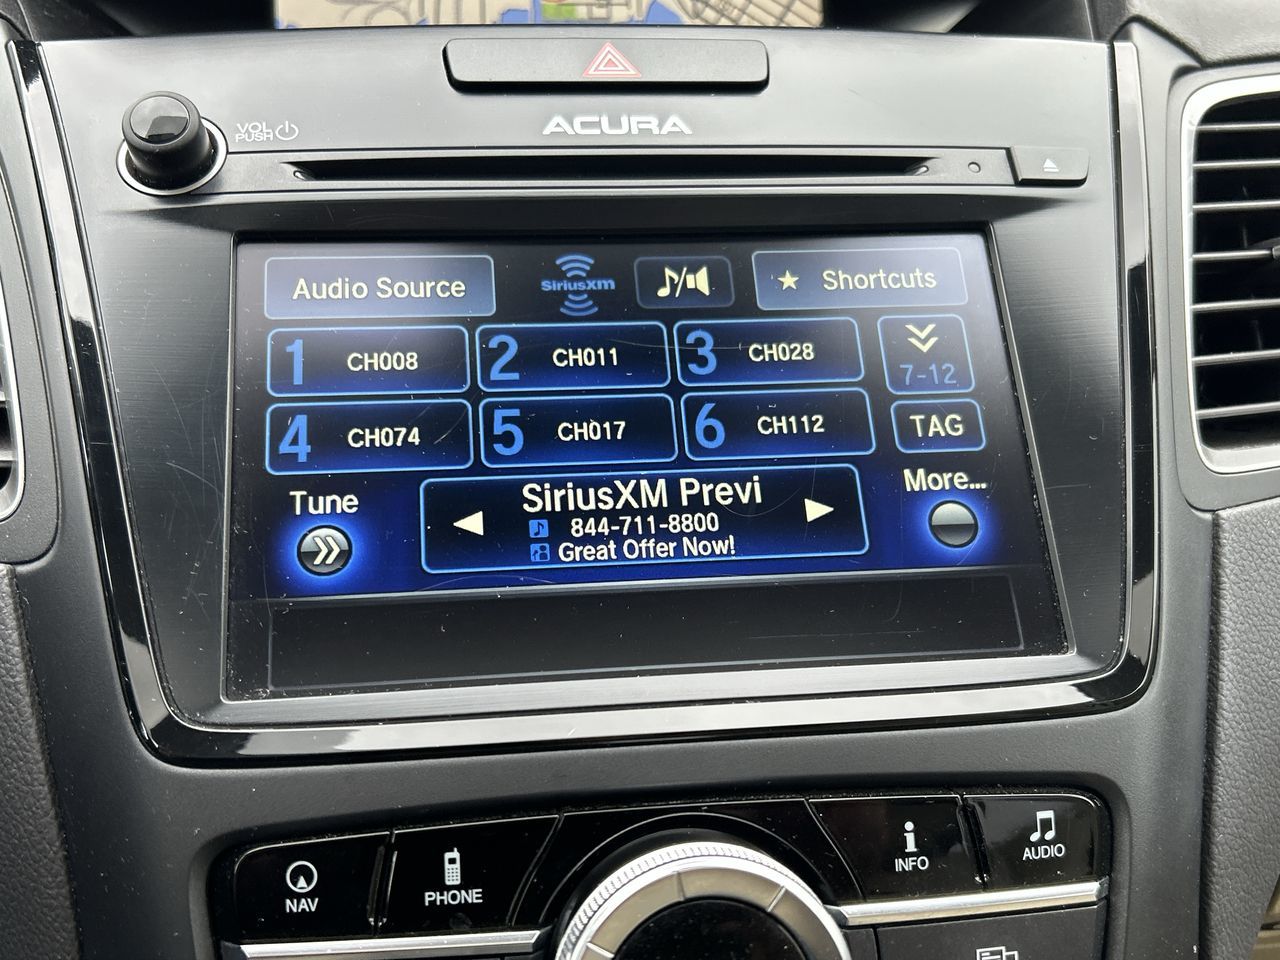 VOL
PUSH
ACURA
Audio Source
SiriusXM
Shortcuts
1 CH008
2 CH011
3 CH028
7-12
4 CH074
5 CH017
6 CH112
TAG
Tune
SiriusXM Previ
More...
844-711-8800
Great Offer Now!
NAV
PHONE
INFO
AUDIO